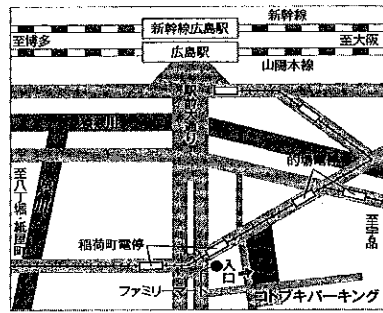 新幹線
新幹線広島駅
至博多
広島駅
至大阪
山陽本線
駅前大通り
的場電停
至八丁堀・紙屋町
至宇品
稲荷町電停
入口
ファミリ
コトブキパーキング